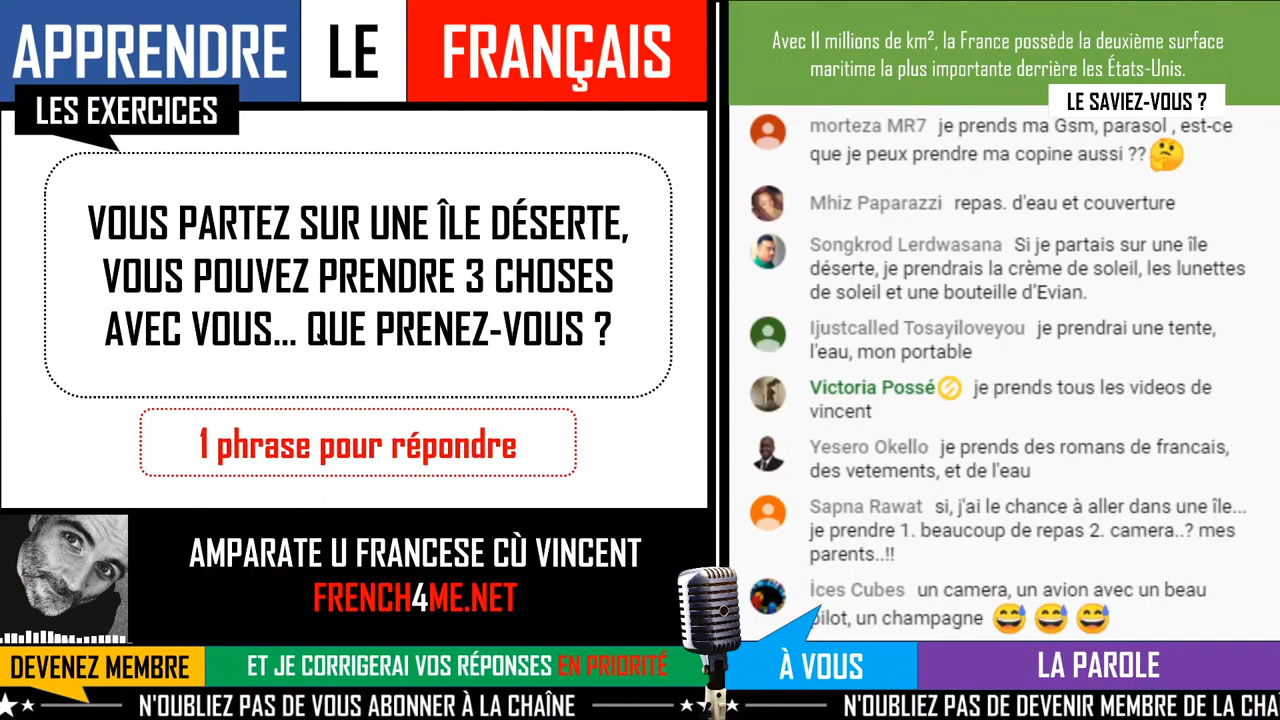 APPRENDRE LE FRANÇAIS
LES EXERCICES
VOUS PARTEZ SUR UNE ÎLE DÉSERTE,
VOUS POUVEZ PRENDRE 3 CHOSES
AVEC VOUS... QUE PRENEZ-VOUS ?
1 phrase pour répondre
AMPARATE U FRANCESE CÙ VINCENT
FRENCH4ME.NET
DEVENEZ MEMBRE
ET JE CORRIGERAI VOS RÉPONSES EN PRIORITÉ
N'OUBLIEZ PAS DE VOUS ABONNER À LA CHAÎNE
Avec 11 millions de km², la France possède la deuxième surface
maritime la plus importante derrière les États-Unis.
LE SAVIEZ-VOUS ?
morteza MR7 je prends ma Gsm, parasol , est-ce
que je peux prendre ma copine aussi ?? 🤔
Mhiz Paparazzi repas. d'eau et couverture
Songkrod Lerdwasana Si je partais sur une île
déserte, je prendrais la crème de soleil, les lunettes
de soleil et une bouteille d'Evian.
Ijustcalled Tosayiloveyou je prendrai une tente,
l'eau, mon portable
Victoria Possé je prends tous les videos de
vincent
Yesero Okello je prends des romans de francais,
des vetements, et de l'eau
Sapna Rawat si, j'ai le chance à aller dans une île...
je prendre 1. beaucoup de repas 2. camera..? mes
parents..!!
İces Cubes un camera, un avion avec un beau
pilot, un champagne 😅 😅 😅
À VOUS
LA PAROLE
N'OUBLIEZ PAS DE DEVENIR MEMBRE DE LA CHA